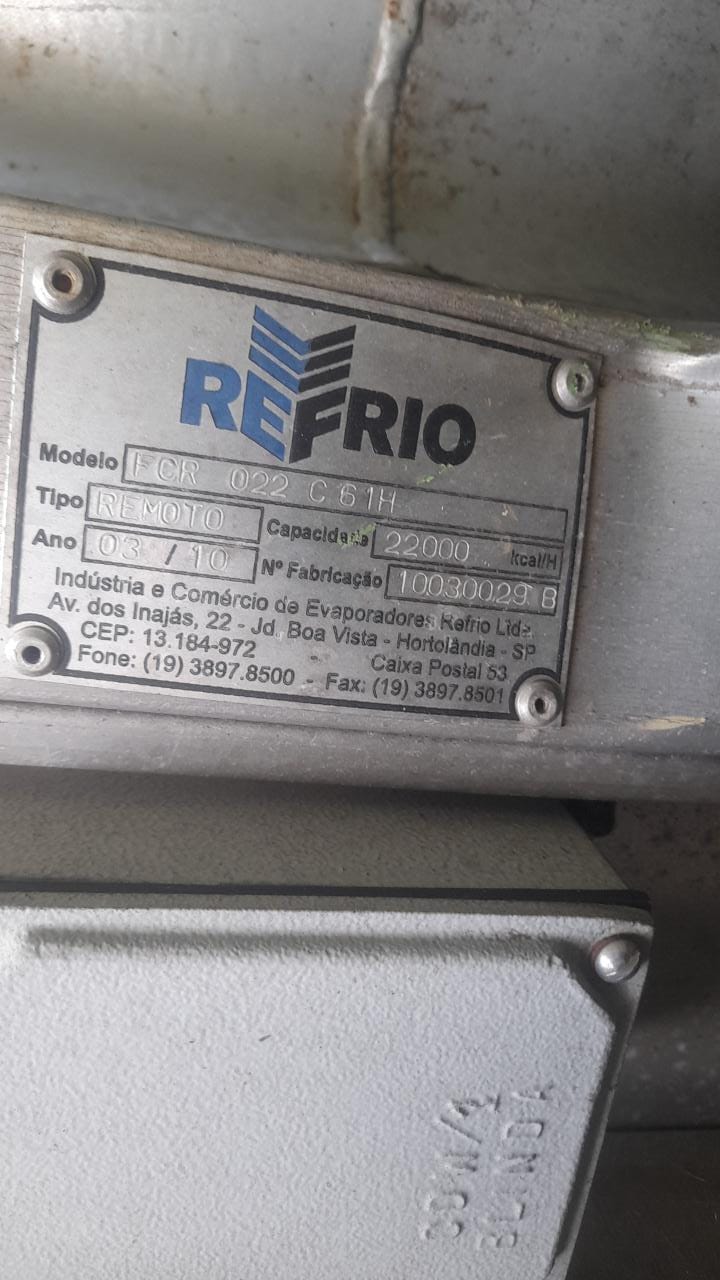 REFRIO
Modelo FCR 022 C 61H
Tipo REMOTO Capacidade 22000 kcal/H
Ano 03 / 10 Nº Fabricação 10030029 B
Indústria e Comércio de Evaporadores Refrio Ltda.
Av. dos Inajás, 22 - Jd. Boa Vista - Hortolândia - SP
CEP: 13.184-972 - Caixa Postal 53
Fone: (19) 3897.8500 - Fax: (19) 3897.8501
BLINDA